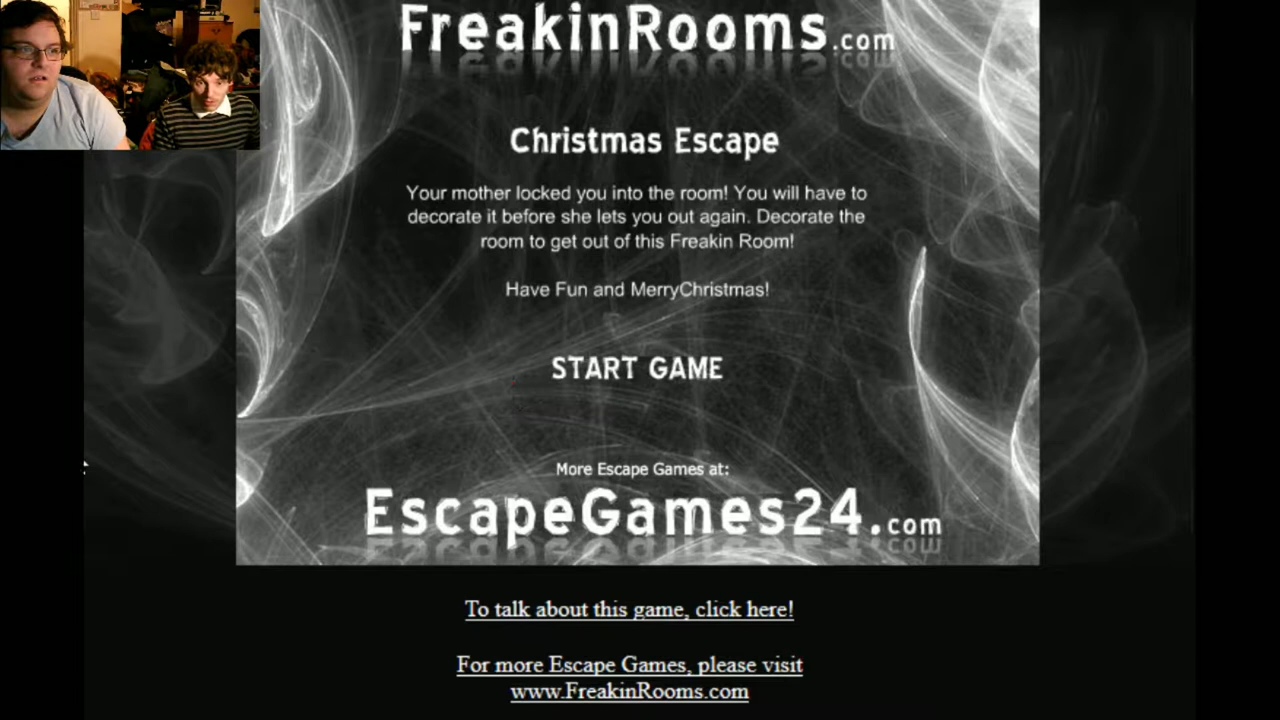 FreakinRooms.com
Christmas Escape
Your mother locked you into the room! You will have to
decorate it before she lets you out again. Decorate the
room to get out of this Freakin Room!
Have Fun and MerryChristmas!
START GAME
More Escape Games at:
EscapeGames24.com
To talk about this game, click here!
For more Escape Games, please visit
www.FreakinRooms.com